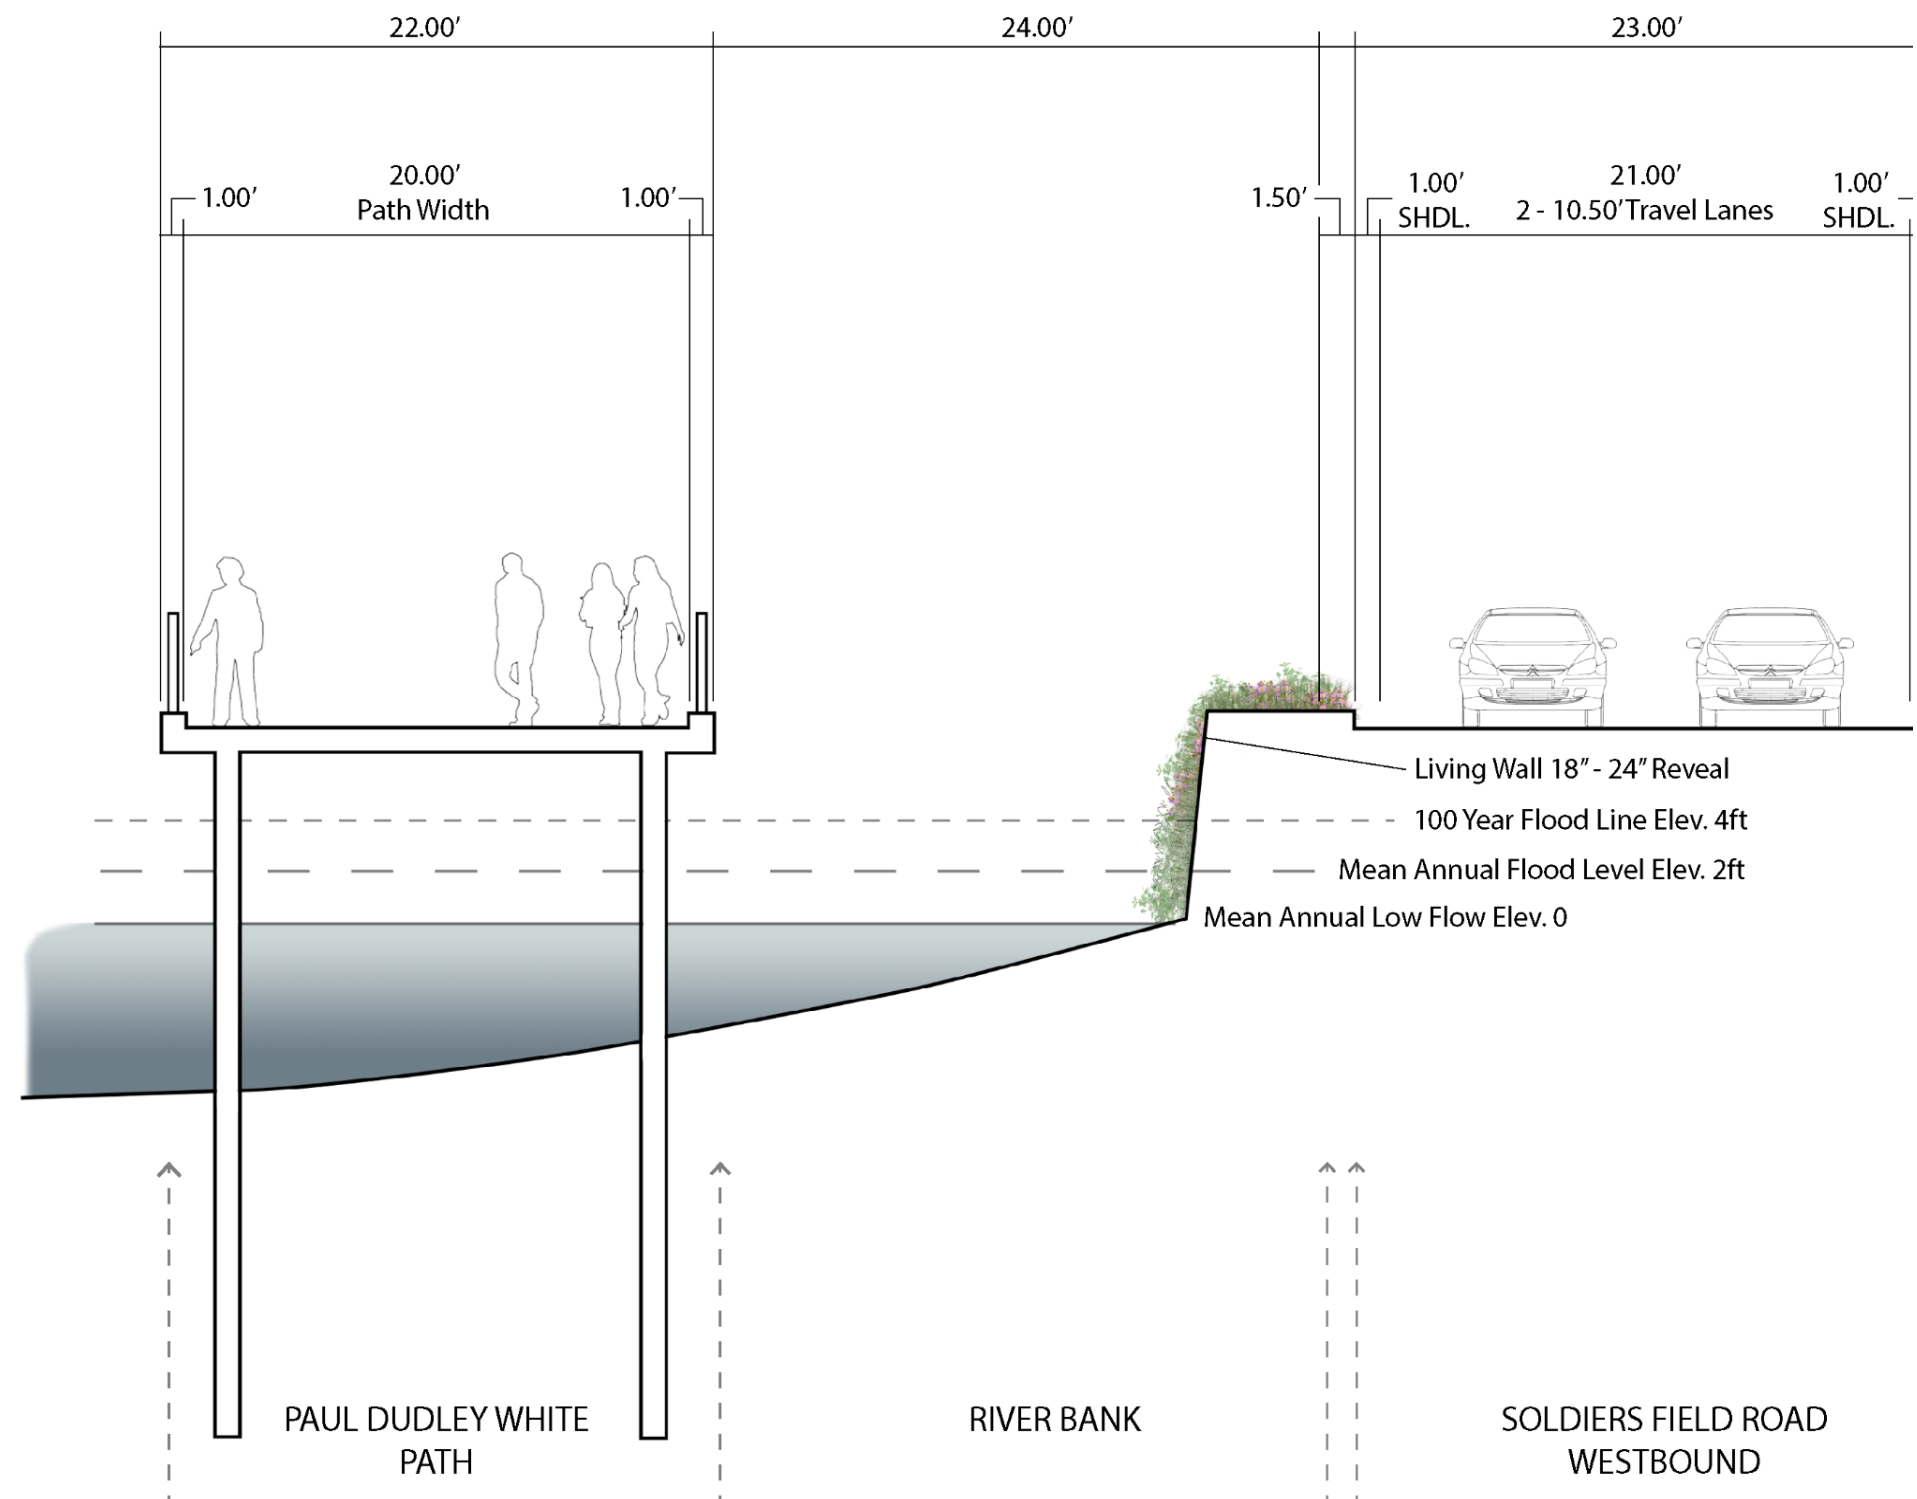 22.00’
24.00’
23.00’
1.00’
20.00’
Path Width
1.00’
1.50’
1.00’
SHDL.
21.00’
2 - 10.50’ Travel Lanes
1.00’
SHDL.
Living Wall 18” - 24” Reveal
100 Year Flood Line Elev. 4ft
Mean Annual Flood Level Elev. 2ft
Mean Annual Low Flow Elev. 0
PAUL DUDLEY WHITE
PATH
RIVER BANK
SOLDIERS FIELD ROAD
WESTBOUND